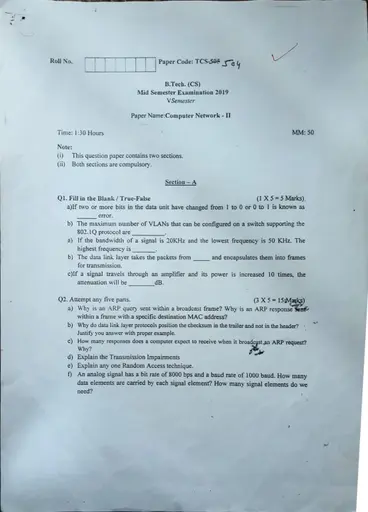 Roll No. Paper Code: TCS-503 504
B.Tech. (CS)
Mid Semester Examination 2019
V Semester
Paper Name:Computer Network - II
Time: 1:30 Hours MM: 50
Note:
(i) This question paper contains two sections.
(ii) Both sections are compulsory.
Section – A
Q1. Fill in the Blank / True-False (1 X 5 = 5 Marks)
a)If two or more bits in the data unit have changed from 1 to 0 or 0 to 1 is known as
______ error.
b) The maximum number of VLANs that can be configured on a switch supporting the
802.1Q protocol are ________.
a) If the bandwidth of a signal is 20KHz and the lowest frequency is 50 KHz. The
highest frequency is ______.
b) The data link layer takes the packets from _____ and encapsulates them into frames
for transmission.
c)If a signal travels through an amplifier and its power is increased 10 times, the
attenuation will be _______dB.
Q2. Attempt any five parts. (3 X 5 = 15 Marks)
a) Why is an ARP query sent within a broadcast frame? Why is an ARP response sent
within a frame with a specific destination MAC address?
b) Why do data link layer protocols position the checksum in the trailer and not in the header?
Justify you answer with proper example.
c) How many responses does a computer expect to receive when it broadcast an ARP request?
Why?
d) Explain the Transmission Impairments
e) Explain any one Random Access technique.
f) An analog signal has a bit rate of 8000 bps and a baud rate of 1000 baud. How many
data elements are carried by each signal element? How many signal elements do we
need?